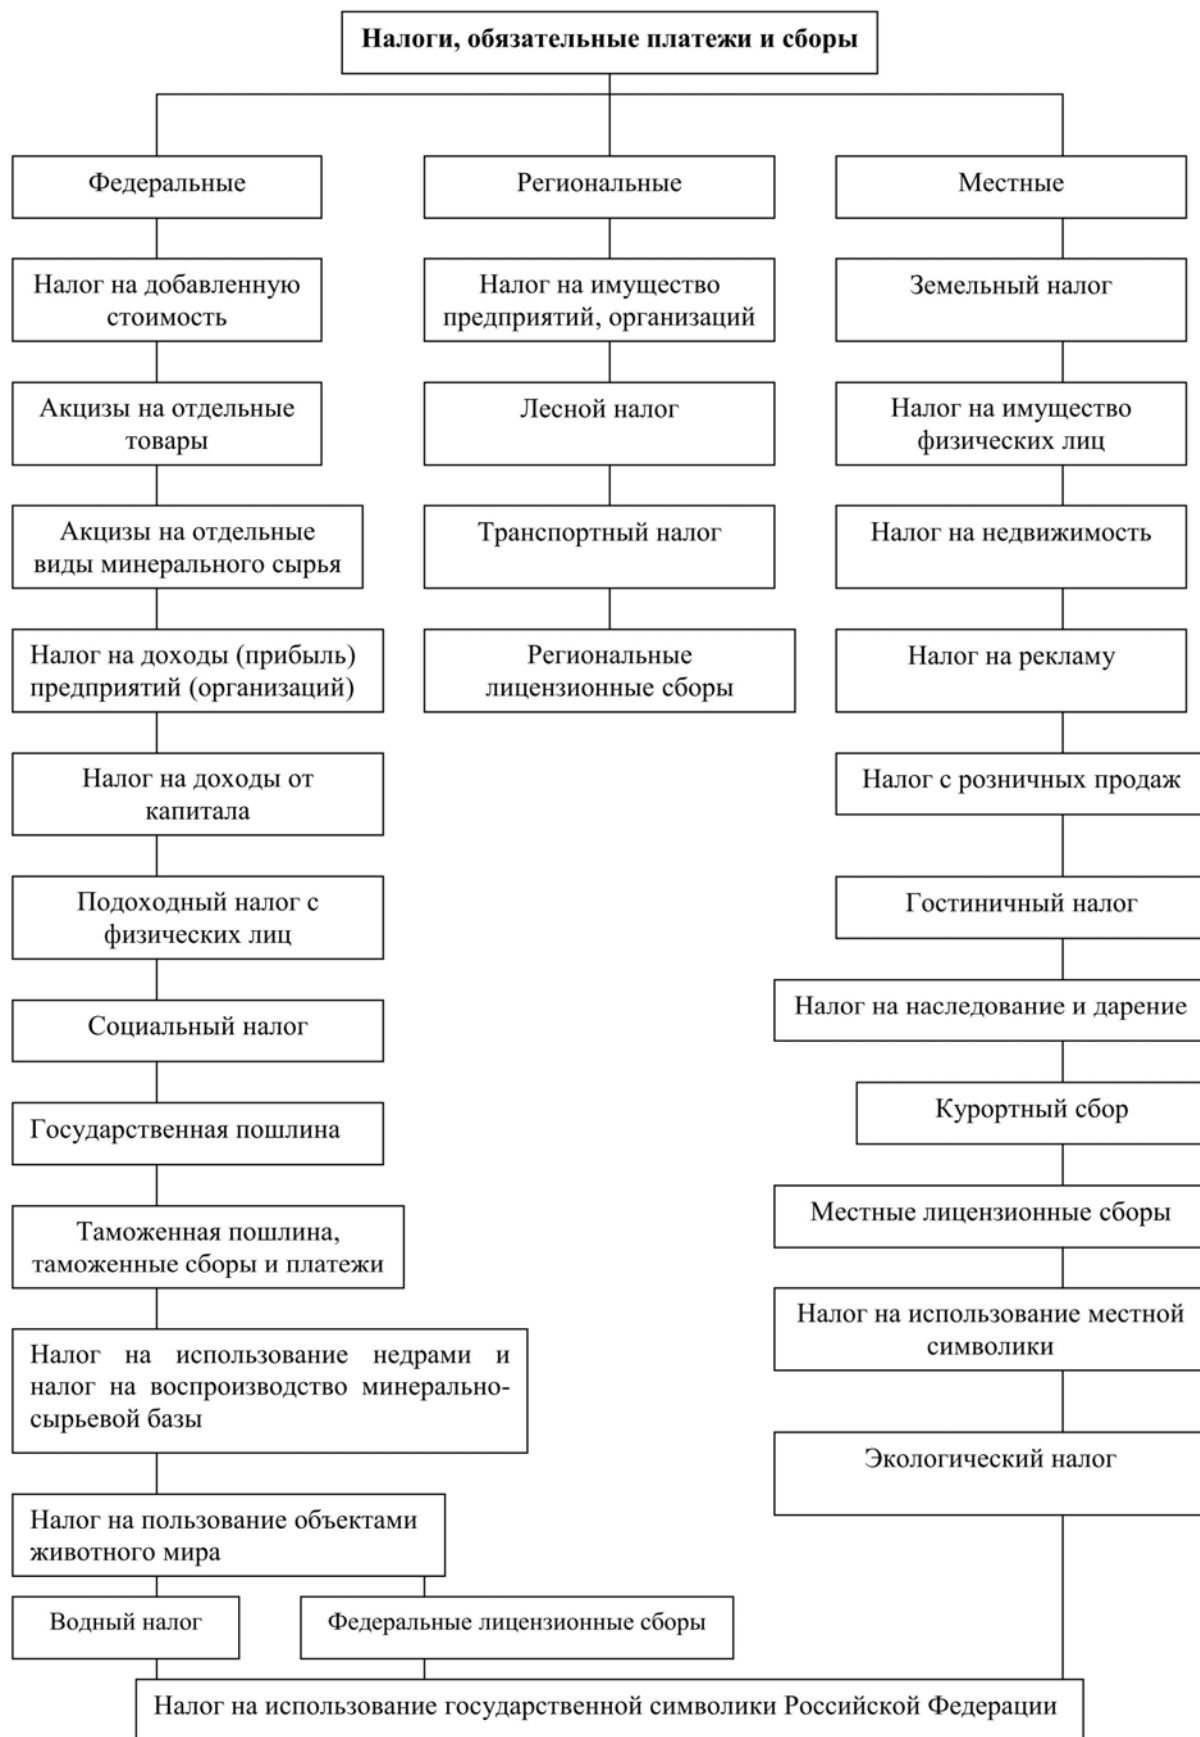 Налоги, обязательные платежи и сборы
Федеральные
Налог на добавленную
стоимость
Акцизы на отдельные
товары
Акцизы на отдельные
виды минерального сырья
Налог на доходы (прибыль)
предприятий (организаций)
Налог на доходы от
капитала
Подоходный налог с
физических лиц
Социальный налог
Государственная пошлина
Таможенная пошлина,
таможенные сборы и платежи
Налог на использование недрами и
налог на воспроизводство минерально-
сырьевой базы
Налог на пользование объектами
животного мира
Водный налог
Федеральные лицензионные сборы
Региональные
Налог на имущество
предприятий, организаций
Лесной налог
Транспортный налог
Региональные
лицензионные сборы
Местные
Земельный налог
Налог на имущество
физических лиц
Налог на недвижимость
Налог на рекламу
Налог с розничных продаж
Гостиничный налог
Налог на наследование и дарение
Курортный сбор
Местные лицензионные сборы
Налог на использование местной
символики
Экологический налог
Налог на использование государственной символики Российской Федерации